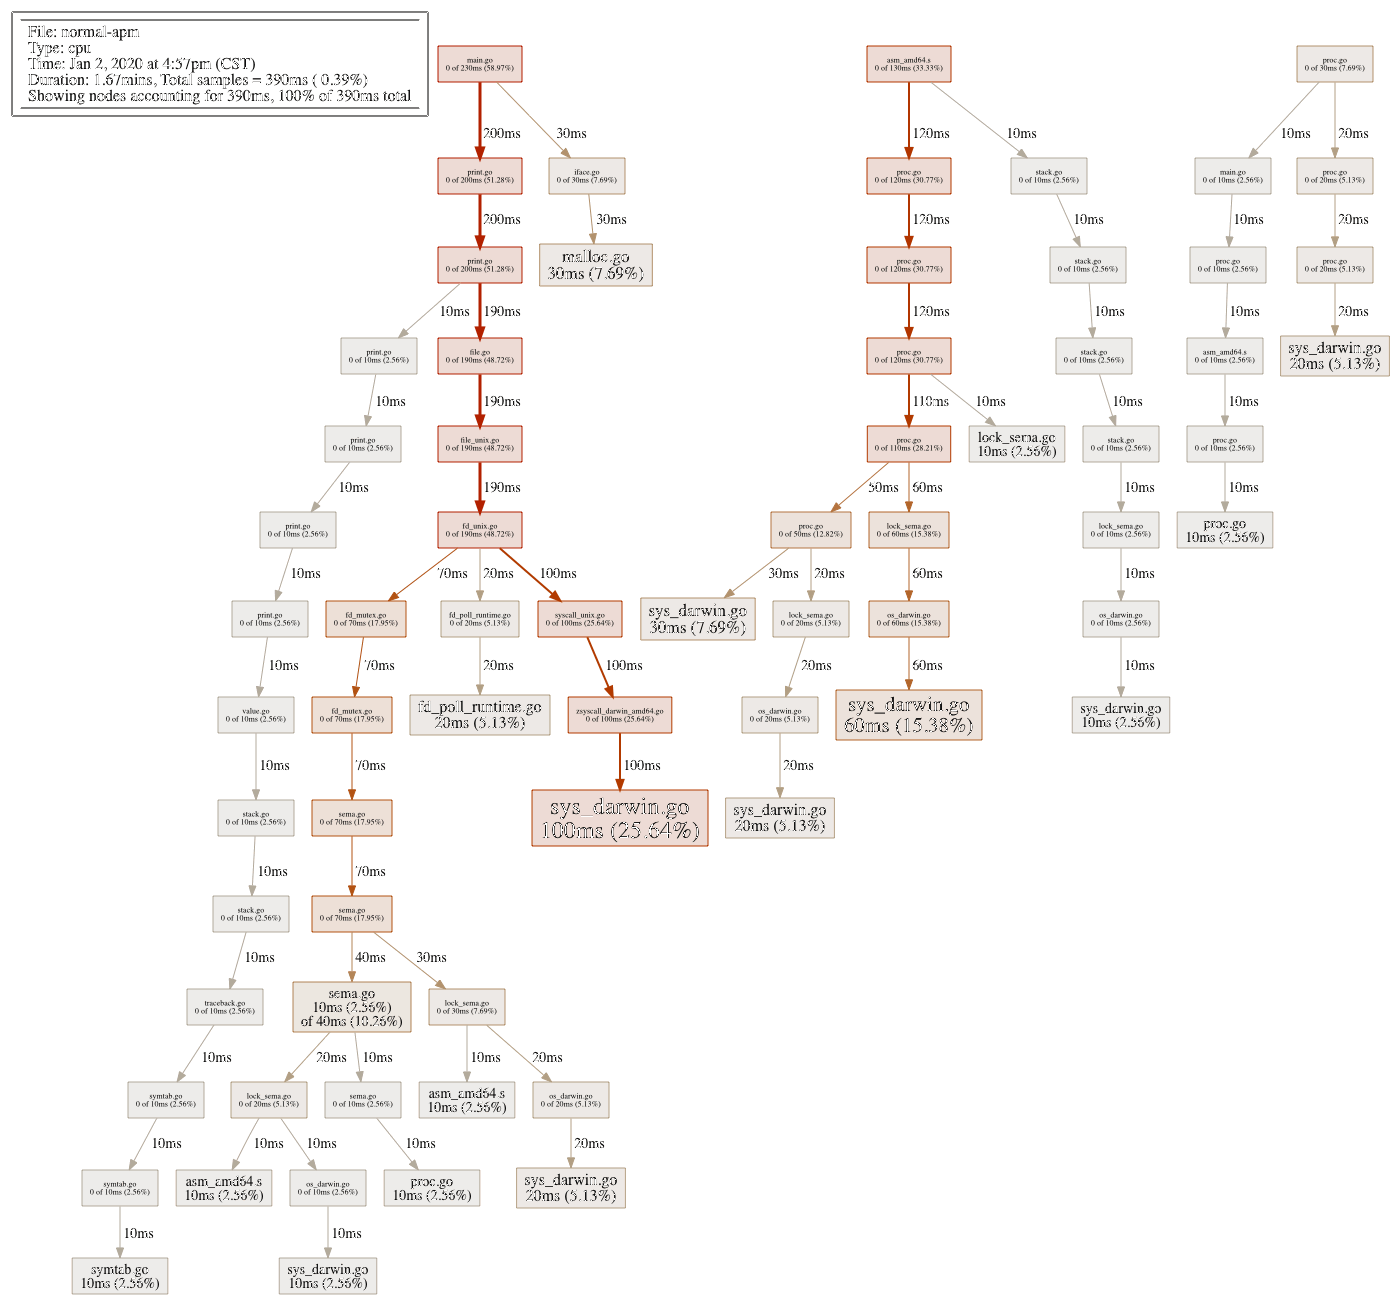 File: normal-apm
Type: cpu
Time: Jan 2, 2020 at 4:57pm (CST)
Duration: 1.67mins, Total samples = 390ms ( 0.39%)
Showing nodes accounting for 390ms, 100% of 390ms total
main.go
0 of 230ms (58.97%)
asm_amd64.s
0 of 130ms (33.33%)
proc.go
0 of 30ms (7.69%)
200ms
30ms
120ms
10ms
10ms
20ms
print.go
0 of 200ms (51.28%)
iface.go
0 of 30ms (7.69%)
proc.go
0 of 120ms (30.77%)
stack.go
0 of 10ms (2.56%)
main.go
0 of 10ms (2.56%)
proc.go
0 of 20ms (5.13%)
200ms
30ms
120ms
10ms
10ms
20ms
print.go
0 of 200ms (51.28%)
malloc.go
30ms (7.69%)
proc.go
0 of 120ms (30.77%)
stack.go
0 of 10ms (2.56%)
proc.go
0 of 10ms (2.56%)
proc.go
0 of 20ms (5.13%)
10ms
190ms
120ms
10ms
10ms
20ms
print.go
0 of 10ms (2.56%)
file.go
0 of 190ms (48.72%)
proc.go
0 of 120ms (30.77%)
stack.go
0 of 10ms (2.56%)
asm_amd64.s
0 of 10ms (2.56%)
sys_darwin.go
20ms (5.13%)
10ms
190ms
110ms
10ms
10ms
10ms
print.go
0 of 10ms (2.56%)
file_unix.go
0 of 190ms (48.72%)
proc.go
0 of 110ms (28.21%)
lock_sema.go
10ms (2.56%)
stack.go
0 of 10ms (2.56%)
proc.go
0 of 10ms (2.56%)
10ms
190ms
50ms
60ms
10ms
10ms
print.go
0 of 10ms (2.56%)
fd_unix.go
0 of 190ms (48.72%)
proc.go
0 of 50ms (12.82%)
lock_sema.go
0 of 60ms (15.38%)
lock_sema.go
0 of 10ms (2.56%)
proc.go
10ms (2.56%)
10ms
70ms
20ms
100ms
30ms
20ms
60ms
10ms
print.go
0 of 10ms (2.56%)
fd_mutex.go
0 of 70ms (17.95%)
fd_poll_runtime.go
0 of 20ms (5.13%)
syscall_unix.go
0 of 100ms (25.64%)
sys_darwin.go
30ms (7.69%)
lock_sema.go
0 of 20ms (5.13%)
os_darwin.go
0 of 60ms (15.38%)
os_darwin.go
0 of 10ms (2.56%)
10ms
70ms
20ms
100ms
20ms
60ms
10ms
value.go
0 of 10ms (2.56%)
fd_mutex.go
0 of 70ms (17.95%)
fd_poll_runtime.go
20ms (5.13%)
zsyscall_darwin_amd64.go
0 of 100ms (25.64%)
os_darwin.go
0 of 20ms (5.13%)
sys_darwin.go
60ms (15.38%)
sys_darwin.go
10ms (2.56%)
10ms
70ms
100ms
20ms
stack.go
0 of 10ms (2.56%)
sema.go
0 of 70ms (17.95%)
sys_darwin.go
100ms (25.64%)
sys_darwin.go
20ms (5.13%)
10ms
70ms
stack.go
0 of 10ms (2.56%)
sema.go
0 of 70ms (17.95%)
10ms
40ms
30ms
traceback.go
0 of 10ms (2.56%)
sema.go
10ms (2.56%)
of 40ms (10.26%)
lock_sema.go
0 of 30ms (7.69%)
10ms
20ms
10ms
10ms
20ms
symtab.go
0 of 10ms (2.56%)
lock_sema.go
0 of 20ms (5.13%)
sema.go
0 of 10ms (2.56%)
asm_amd64.s
10ms (2.56%)
os_darwin.go
0 of 20ms (5.13%)
10ms
10ms
10ms
10ms
20ms
symtab.go
0 of 10ms (2.56%)
asm_amd64.s
10ms (2.56%)
os_darwin.go
0 of 10ms (2.56%)
proc.go
10ms (2.56%)
sys_darwin.go
20ms (5.13%)
10ms
10ms
symtab.go
10ms (2.56%)
sys_darwin.go
10ms (2.56%)